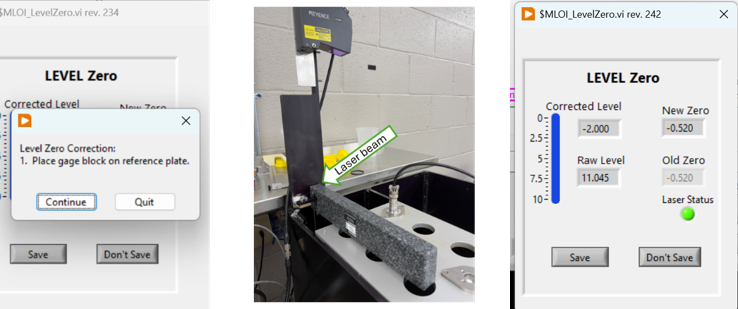 $MLOI_LevelZero.vi rev. 234
LEVEL Zero
Corrected Level
New Zero
0-
Level Zero Correction:
1. Place gage block on reference plate.
Continue
Quit
10-
Save
Don't Save
KEYENCE
Laser beam
$MLOI_LevelZero.vi rev. 242
LEVEL Zero
Corrected Level
New Zero
0-
-2.000
-0.520
2.5-
5-
Raw Level
Old Zero
11.045
-0.520
7.5-
Laser Status
10-
Save
Don't Save